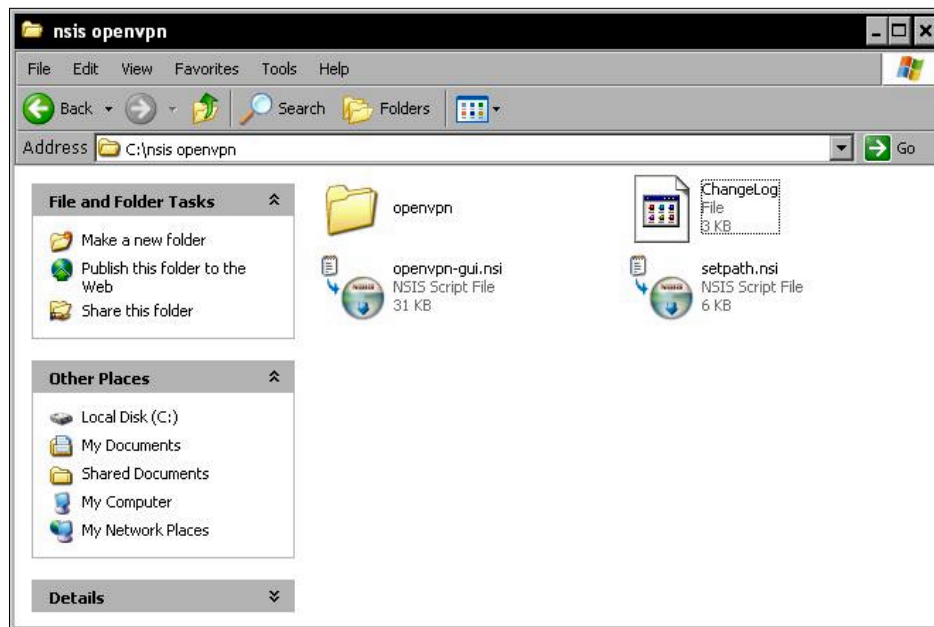 nsis openvpn
File Edit View Favorites Tools Help
Back Search Folders
Address C:\nsis openvpn Go
File and Folder Tasks
Make a new folder
Publish this folder to the
Web
Share this folder
Other Places
Local Disk (C:)
My Documents
Shared Documents
My Computer
My Network Places
Details
openvpn
ChangeLog
File
3 KB
openvpn-gui.nsi
NSIS Script File
31 KB
setpath.nsi
NSIS Script File
6 KB